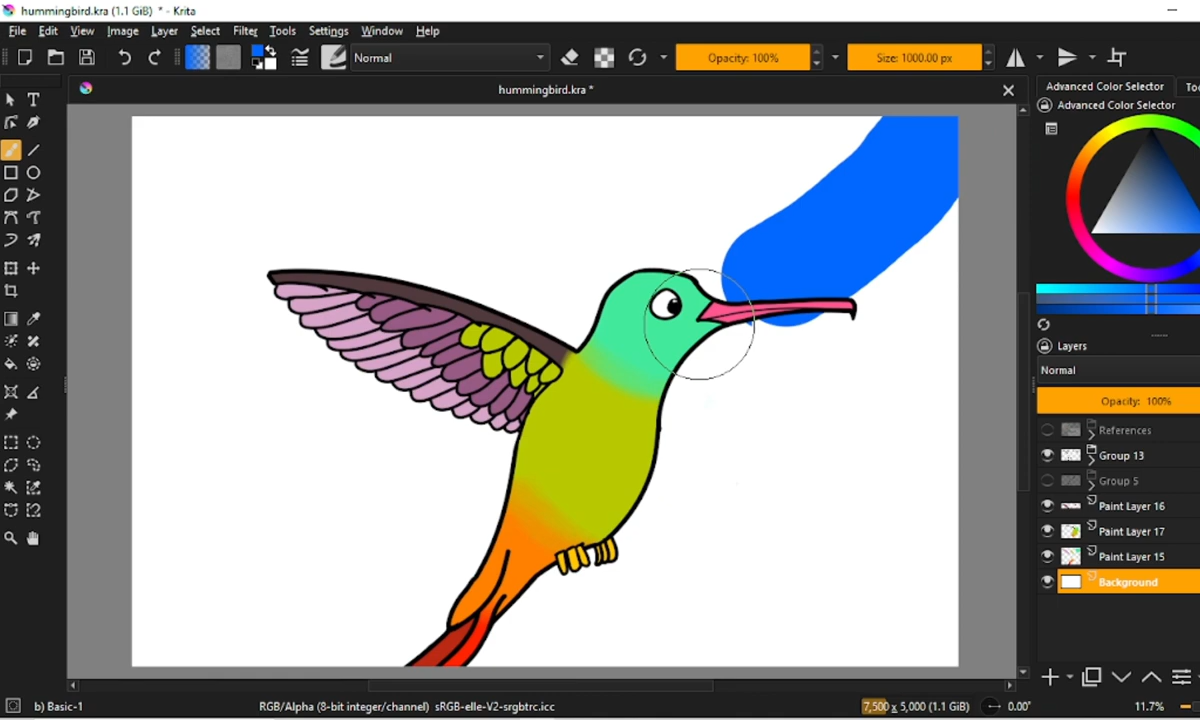 hummingbird.kra (1.1 GiB) * - Krita
File Edit View Image Layer Select Filter Tools Settings Window Help
Normal Opacity: 100% Size: 1000.00 px
hummingbird.kra *
Advanced Color Selector
Advanced Color Selector
Layers
Normal
Opacity: 100%
References
Group 13
Group 5
Paint Layer 16
Paint Layer 17
Paint Layer 15
Background
b) Basic-1 RGB/Alpha (8-bit integer/channel) sRGB-elle-V2-srgbtrc.icc 7,500 x 5,000 (1.1 GiB) 0.00° 11.7%